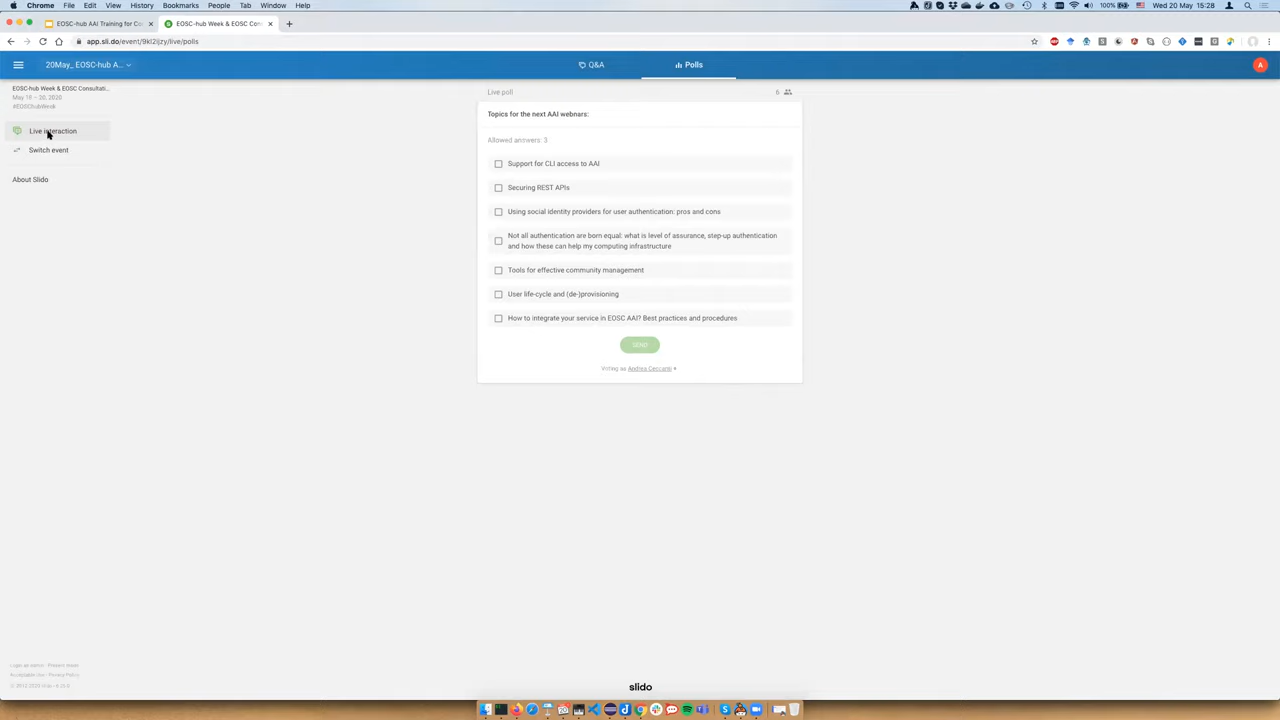 Chrome File Edit View History Bookmarks People Tab Window Help
100% Wed 20 May 15:28
EOSC-hub AAI Training for Co
EOSC-hub Week & EOSC Con
app.sli.do/event/9kl2ijzy/live/polls
20May_ EOSC-hub A...
Q&A
Polls
A
EOSC-hub Week & EOSC Consultati...
May 18 – 20, 2020
#EOSChubWeek
Live interaction
Switch event
About Slido
Live poll
6
Topics for the next AAI webinars:
Allowed answers: 3
Support for CLI access to AAI
Securing REST APIs
Using social identity providers for user authentication: pros and cons
Not all authentication are born equal: what is level of assurance, step-up authentication
and how these can help my computing infrastructure
Tools for effective community management
User life-cycle and (de-)provisioning
How to integrate your service in EOSC AAI? Best practices and procedures
SEND
Voting as Andrea Ceccanti
Acceptable Use - Privacy Policy
slido